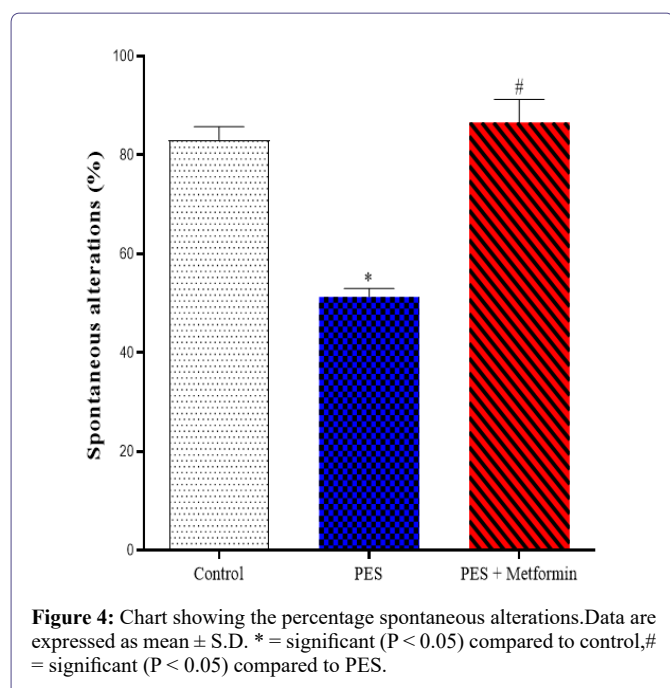 100
80
60
40
20
0
Spontaneous alterations (%)
*
#
Control
PES
PES + Metformin
Figure 4: Chart showing the percentage spontaneous alterations.Data are
expressed as mean ± S.D. * = significant (P < 0.05) compared to control,#
= significant (P < 0.05) compared to PES.